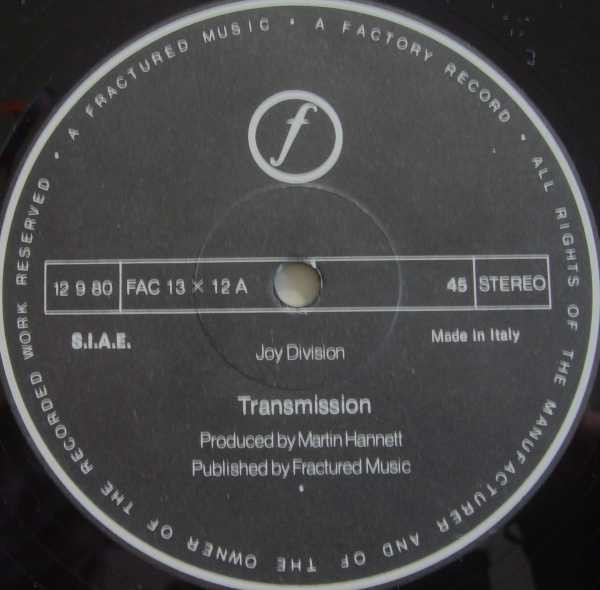 • A FRACTURED MUSIC • A FACTORY RECORD • ALL RIGHTS OF THE MANUFACTURER AND OF THE OWNER OF THE RECORDED WORK RESERVED
f
12 9 80 FAC 13 × 12 A 45 STEREO
S.I.A.E. Made in Italy
Joy Division
Transmission
Produced by Martin Hannett
Published by Fractured Music